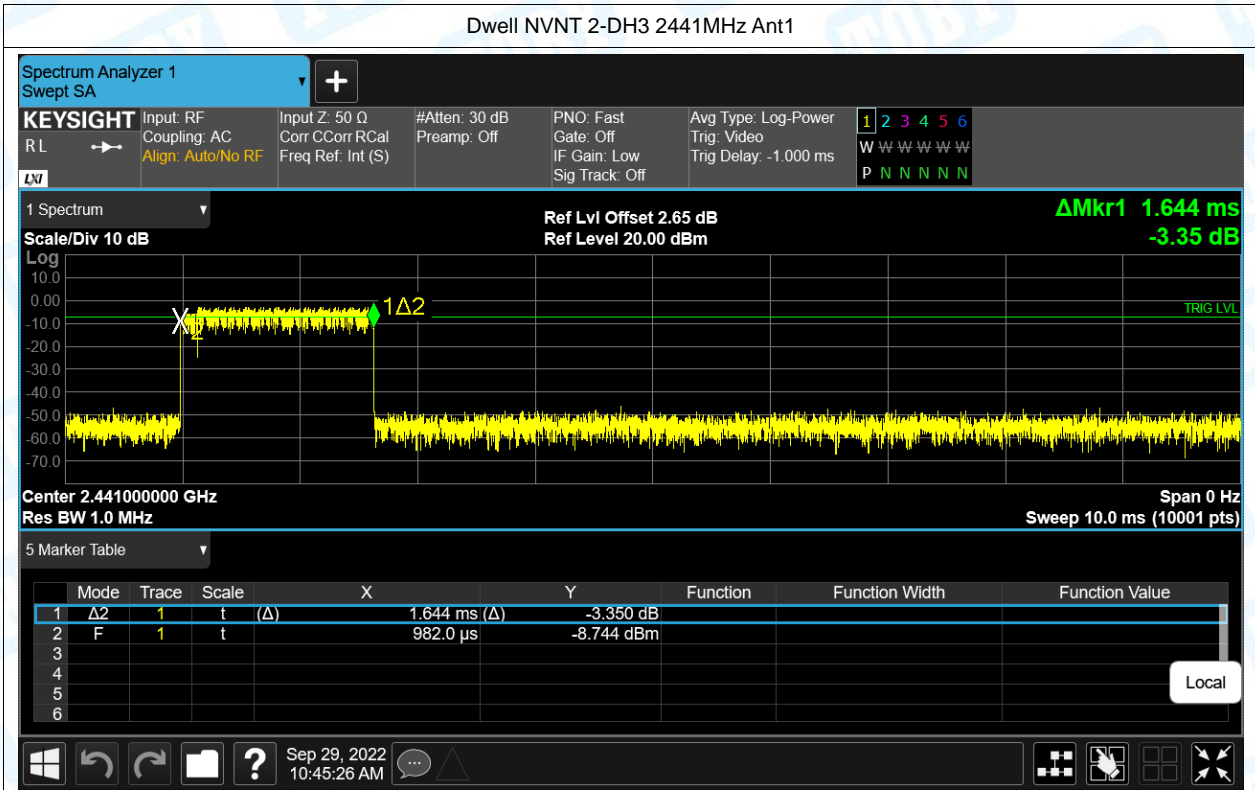 Dwell NVNT 2-DH3 2441MHz Ant1
Spectrum Analyzer 1
Swept SA
+
KEYSIGHT
R L
LXI
Input: RF
Coupling: AC
Align: Auto/No RF
Input Z: 50 Ω
Corr CCorr RCal
Freq Ref: Int (S)
#Atten: 30 dB
Preamp: Off
PNO: Fast
Gate: Off
IF Gain: Low
Sig Track: Off
Avg Type: Log-Power
Trig: Video
Trig Delay: -1.000 ms
1 2 3 4 5 6
W W W W W W
P N N N N N
1 Spectrum
Scale/Div 10 dB
Ref Lvl Offset 2.65 dB
Ref Level 20.00 dBm
ΔMkr1 1.644 ms
-3.35 dB
Log
10.0
0.00
-10.0
-20.0
-30.0
-40.0
-50.0
-60.0
-70.0
X
2
1Δ2
TRIG LVL
Center 2.441000000 GHz
Res BW 1.0 MHz
Span 0 Hz
Sweep 10.0 ms (10001 pts)
5 Marker Table
Mode Trace Scale X Y Function Function Width Function Value
1 Δ2 1 t (Δ) 1.644 ms (Δ) -3.350 dB
2 F 1 t 982.0 µs -8.744 dBm
3
4
5
6
Local
?
Sep 29, 2022
10:45:26 AM